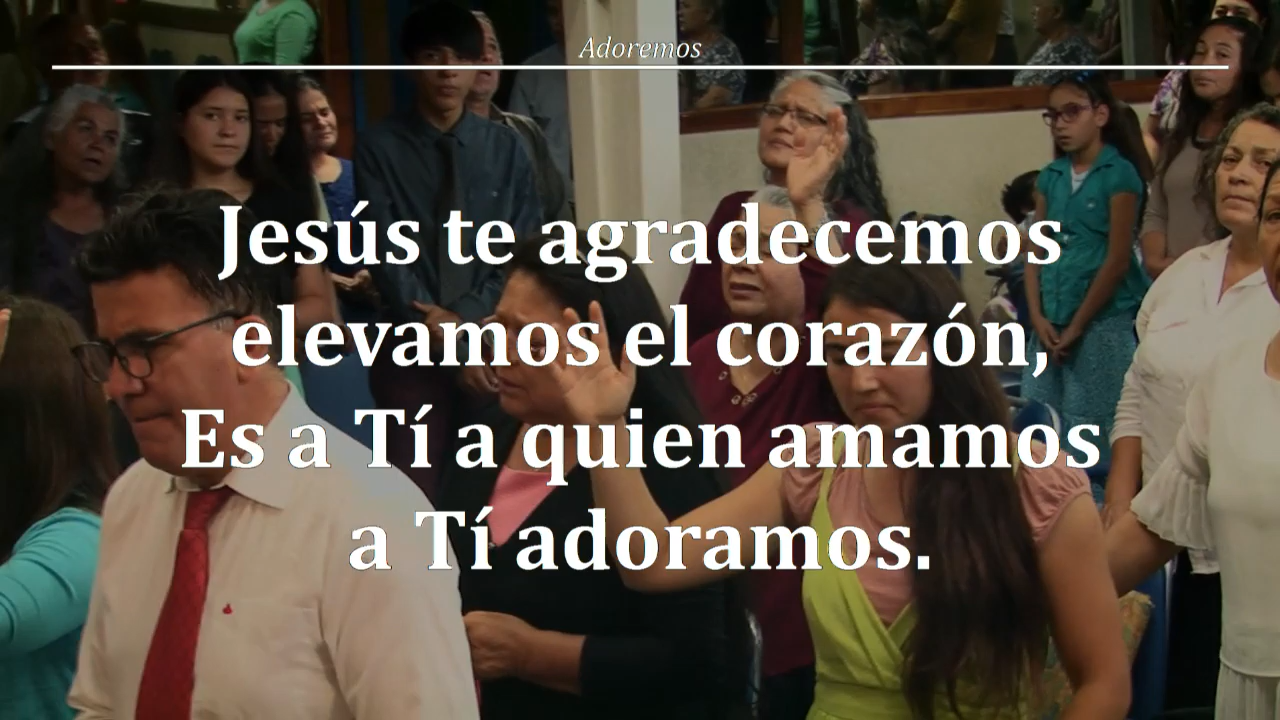 Adoremos
Jesús te agradecemos
elevamos el corazón,
Es a Tí a quien amamos
a Tí adoramos.